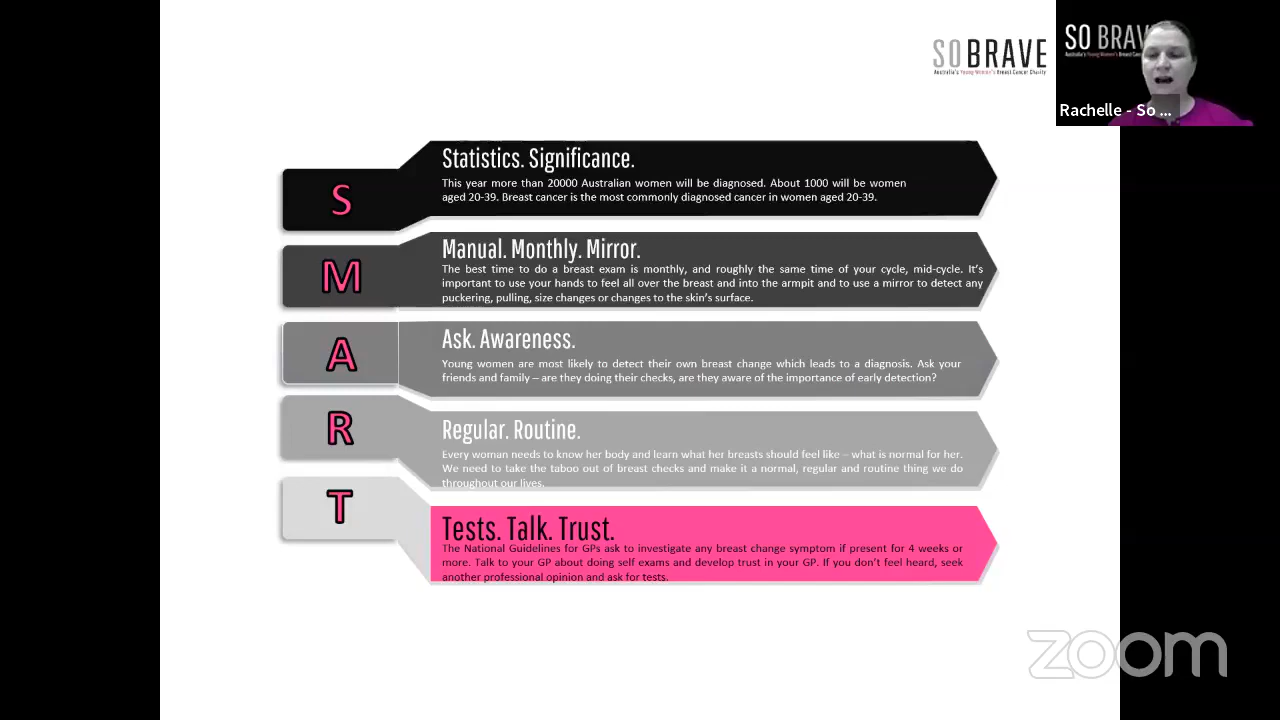 SO BRAVE
Australia's Young Women's Breast Cancer Charity
SO BRAV
Rachelle - So ...
S
Statistics. Significance.
This year more than 20000 Australian women will be diagnosed. About 1000 will be women
aged 20-39. Breast cancer is the most commonly diagnosed cancer in women aged 20-39.
M
Manual. Monthly. Mirror.
The best time to do a breast exam is monthly, and roughly the same time of your cycle, mid-cycle. It's
important to use your hands to feel all over the breast and into the armpit and to use a mirror to detect any
puckering, pulling, size changes or changes to the skin's surface.
A
Ask. Awareness.
Young women are most likely to detect their own breast change which leads to a diagnosis. Ask your
friends and family – are they doing their checks, are they aware of the importance of early detection?
R
Regular. Routine.
Every woman needs to know her body and learn what her breasts should feel like – what is normal for her.
We need to take the taboo out of breast checks and make it a normal, regular and routine thing we do
throughout our lives.
T
Tests. Talk. Trust.
The National Guidelines for GPs ask to investigate any breast change symptom if present for 4 weeks or
more. Talk to your GP about doing self exams and develop trust in your GP. If you don't feel heard, seek
another professional opinion and ask for tests.
zoom